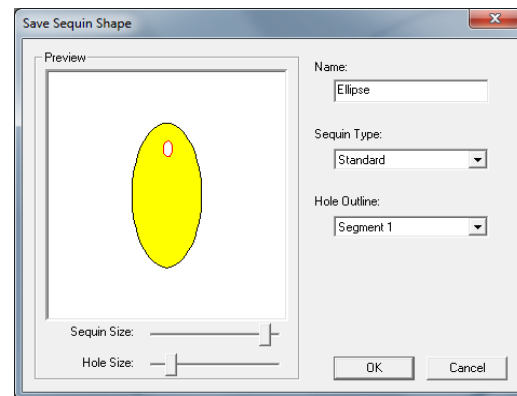 Save Sequin Shape
Preview
Sequin Size:
Hole Size:
Name:
Ellipse
Sequin Type:
Standard
Hole Outline:
Segment 1
OK
Cancel